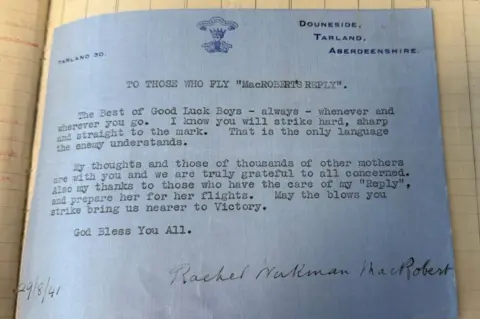 DOUNESIDE,
TARLAND,
ABERDEENSHIRE.
TARLAND 30.
TO THOSE WHO FLY "MacROBERT'S REPLY".
The Best of Good Luck Boys - always - whenever and
wherever you go. I know you will strike hard, sharp
and straight to the mark. That is the only language
the enemy understands.
My thoughts and those of thousands of other mothers
are with you and we are truly grateful to all concerned.
Also my thanks to those who have the care of my "Reply",
and prepare her for her flights. May the blows you
strike bring us nearer to Victory.
God Bless You All.
Rachel Workman MacRobert
29/8/41